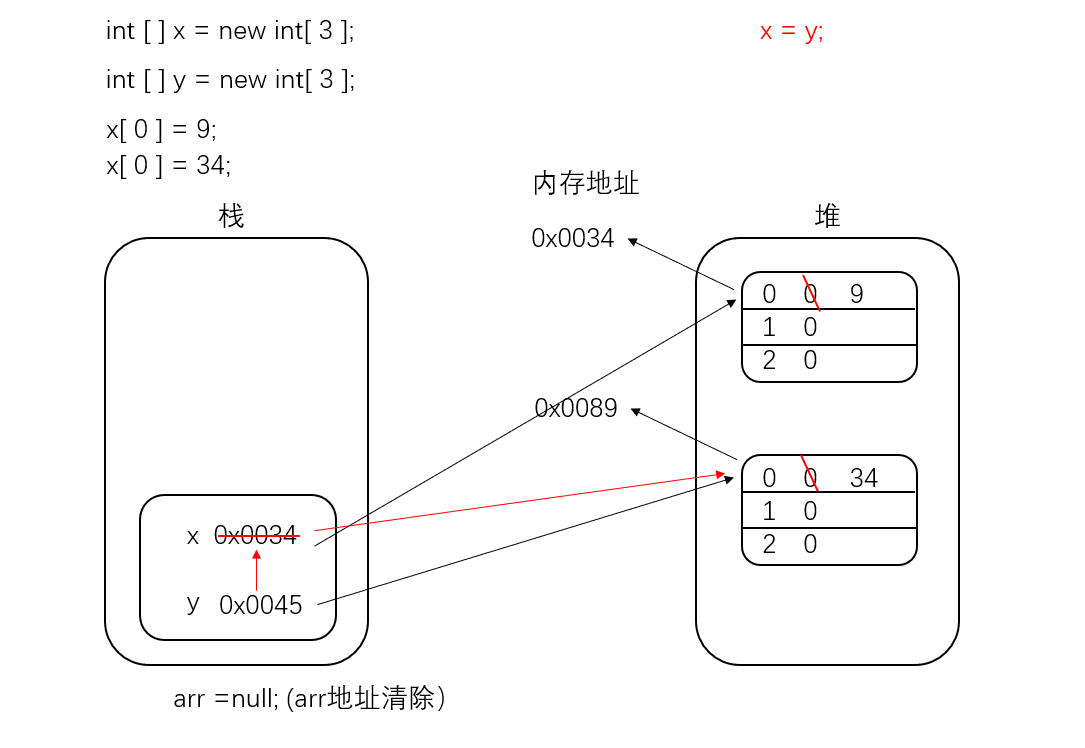 int [ ] x = new int[ 3 ];
x = y;
int [ ] y = new int[ 3 ];
x[ 0 ] = 9;
x[ 0 ] = 34;
内存地址
栈
堆
0x0034
0 0 9
1 0
2 0
0x0089
0 0 34
1 0
2 0
x 0x0034
y 0x0045
arr =null; (arr地址清除）